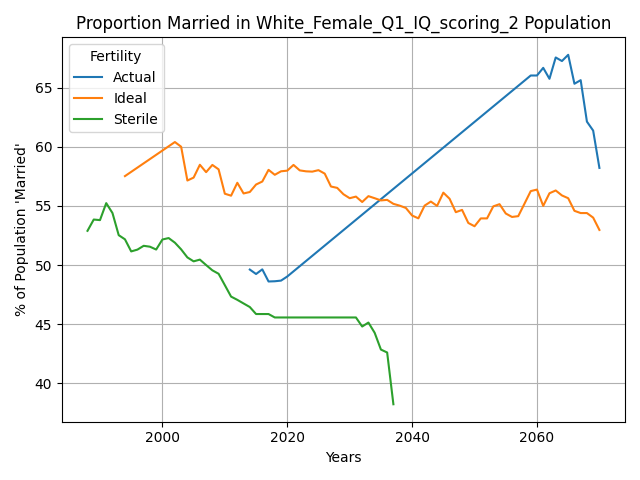 Proportion Married in White_Female_Q1_IQ_scoring_2 Population
% of Population 'Married'
65
60
55
50
45
40
Fertility
Actual
Ideal
Sterile
2000 2020 2040 2060
Years